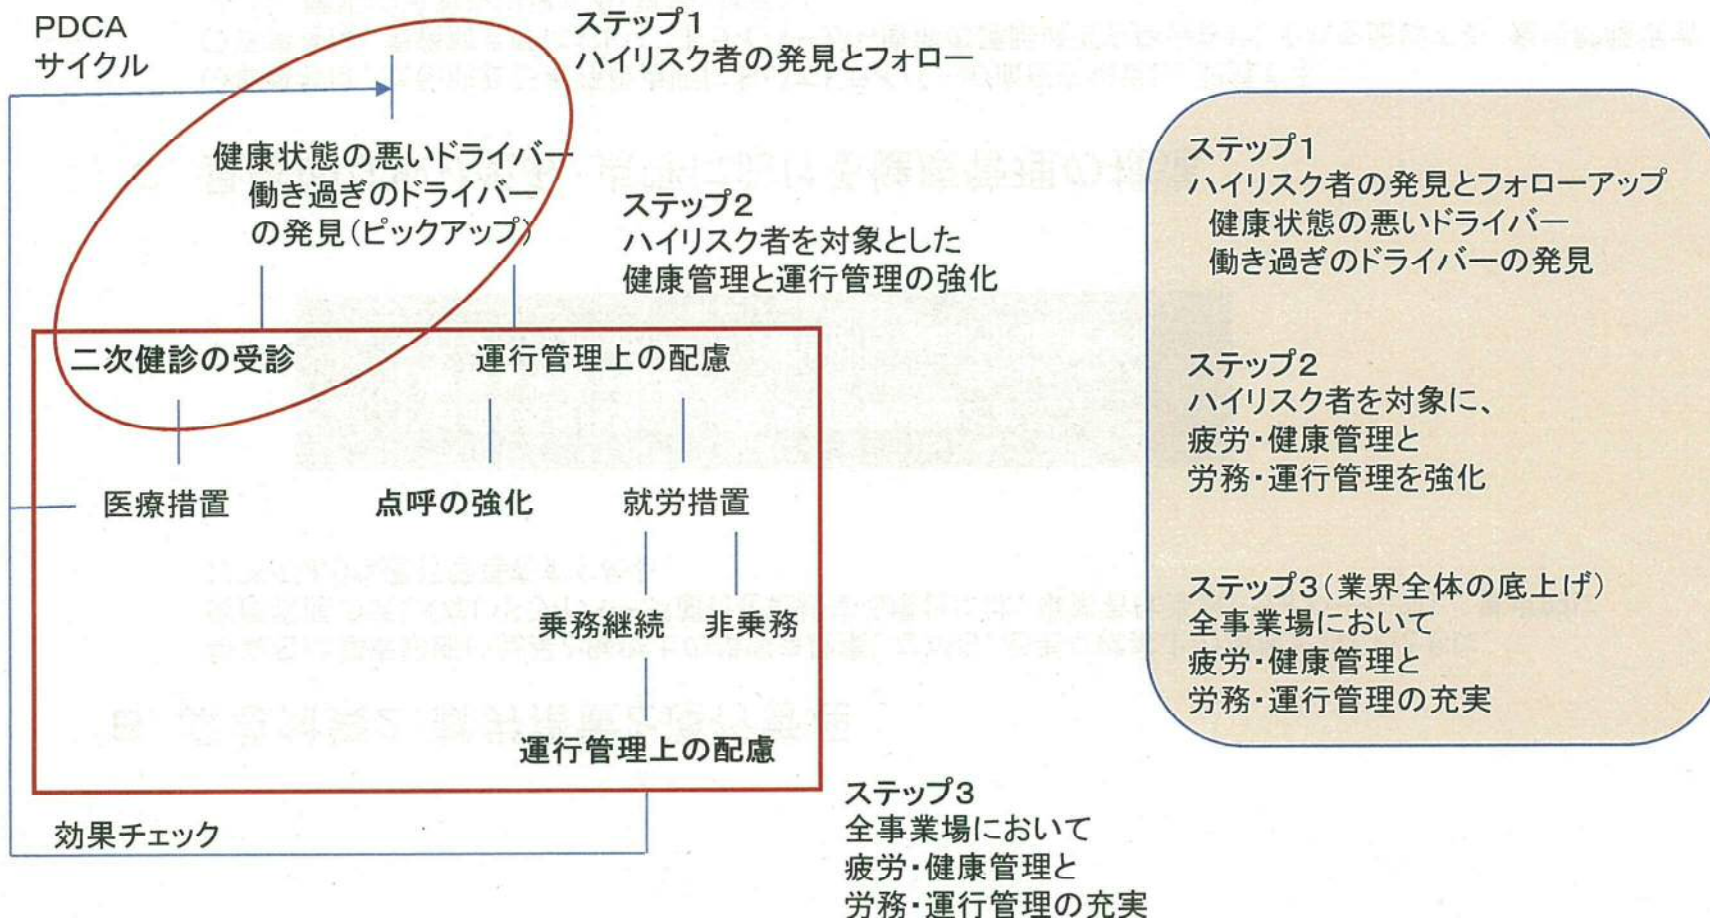 PDCA
サイクル
ステップ1
ハイリスク者の発見とフォロー
健康状態の悪いドライバー
働き過ぎのドライバー
の発見(ピックアップ)
ステップ2
ハイリスク者を対象とした
健康管理と運行管理の強化
二次健診の受診
運行管理上の配慮
医療措置
点呼の強化
就労措置
乗務継続
非乗務
運行管理上の配慮
効果チェック
ステップ3
全事業場において
疲労・健康管理と
労務・運行管理の充実
ステップ1
ハイリスク者の発見とフォローアップ
健康状態の悪いドライバー
働き過ぎのドライバーの発見
ステップ2
ハイリスク者を対象に、
疲労・健康管理と
労務・運行管理を強化
ステップ3(業界全体の底上げ)
全事業場において
疲労・健康管理と
労務・運行管理の充実